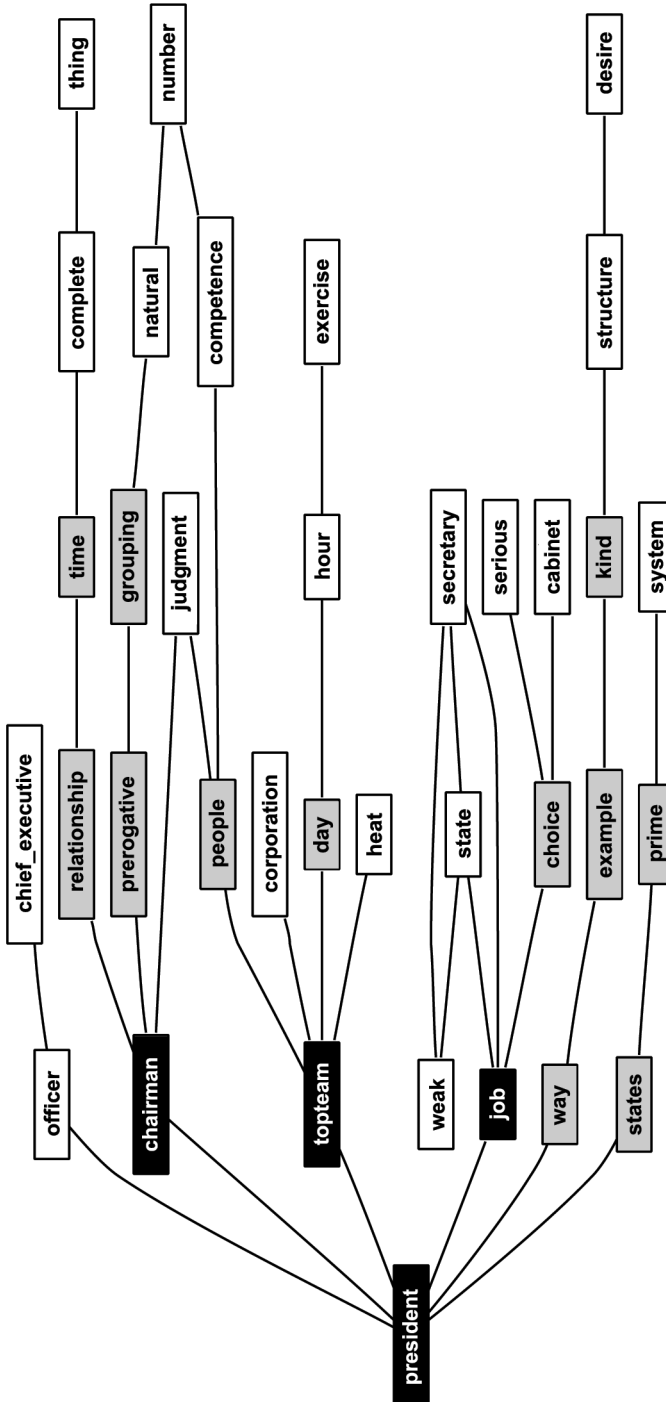 president
officer
chairman
topteam
weak
job
way
states
chief_executive
relationship
prerogative
people
corporation
day
heat
state
choice
example
prime
time
grouping
judgment
hour
secretary
serious
cabinet
kind
system
complete
natural
competence
exercise
structure
thing
number
desire